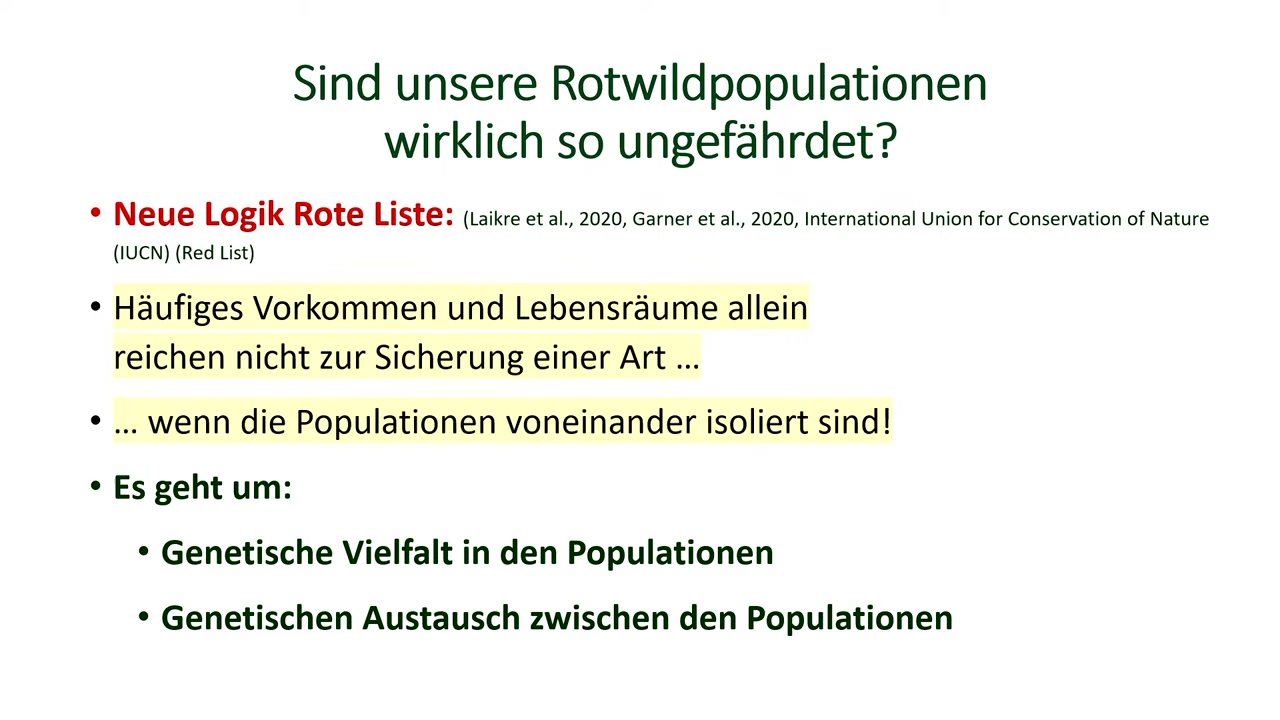 Sind unsere Rotwildpopulationen
wirklich so ungefährdet?
• Neue Logik Rote Liste: (Laikre et al., 2020, Garner et al., 2020, International Union for Conservation of Nature
(IUCN) (Red List)
• Häufiges Vorkommen und Lebensräume allein
reichen nicht zur Sicherung einer Art …
• … wenn die Populationen voneinander isoliert sind!
• Es geht um:
• Genetische Vielfalt in den Populationen
• Genetischen Austausch zwischen den Populationen